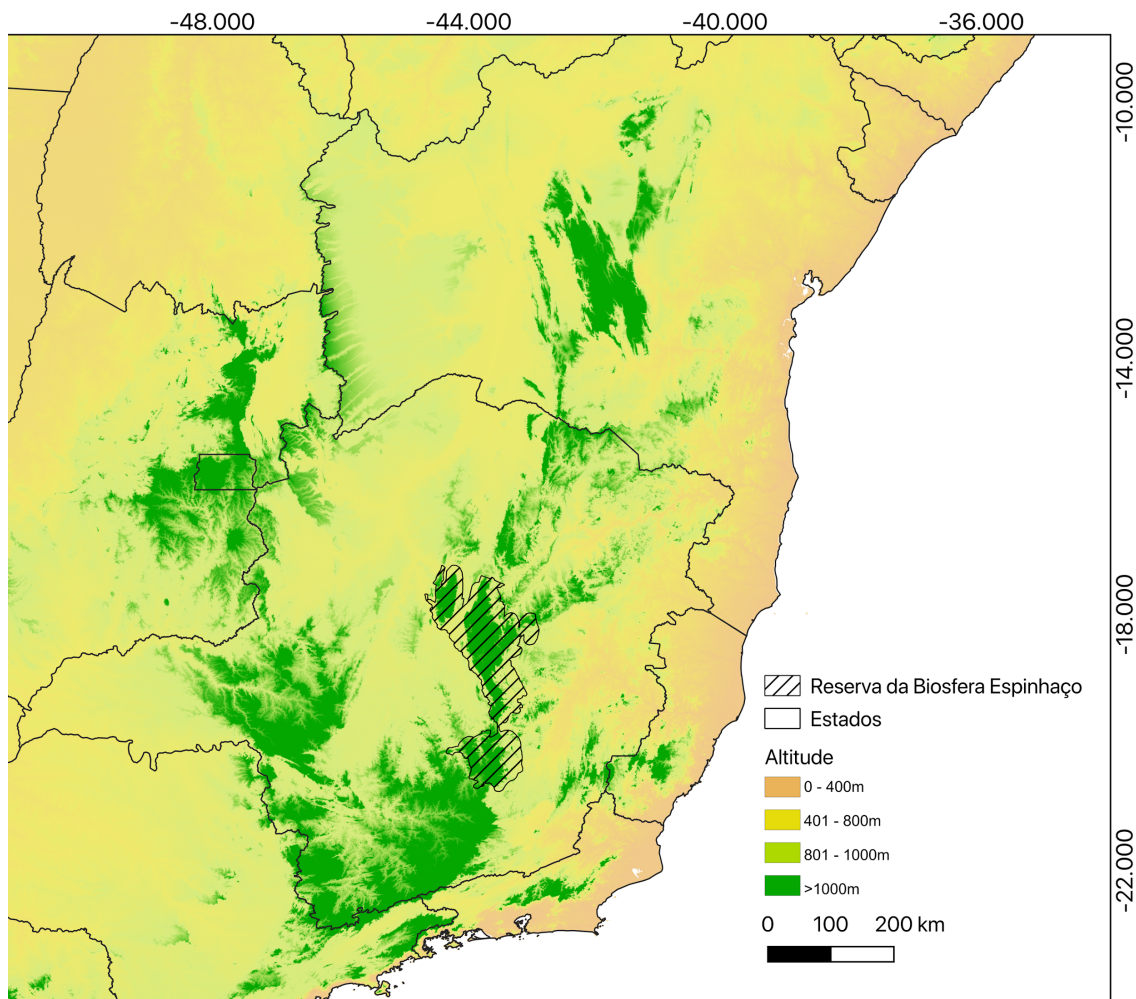 -48.000 -44.000 -40.000 -36.000
-10.000
-14.000
-18.000
-22.000
Reserva da Biosfera Espinhaço
Estados
Altitude
0 - 400m
401 - 800m
801 - 1000m
>1000m
0 100 200 km